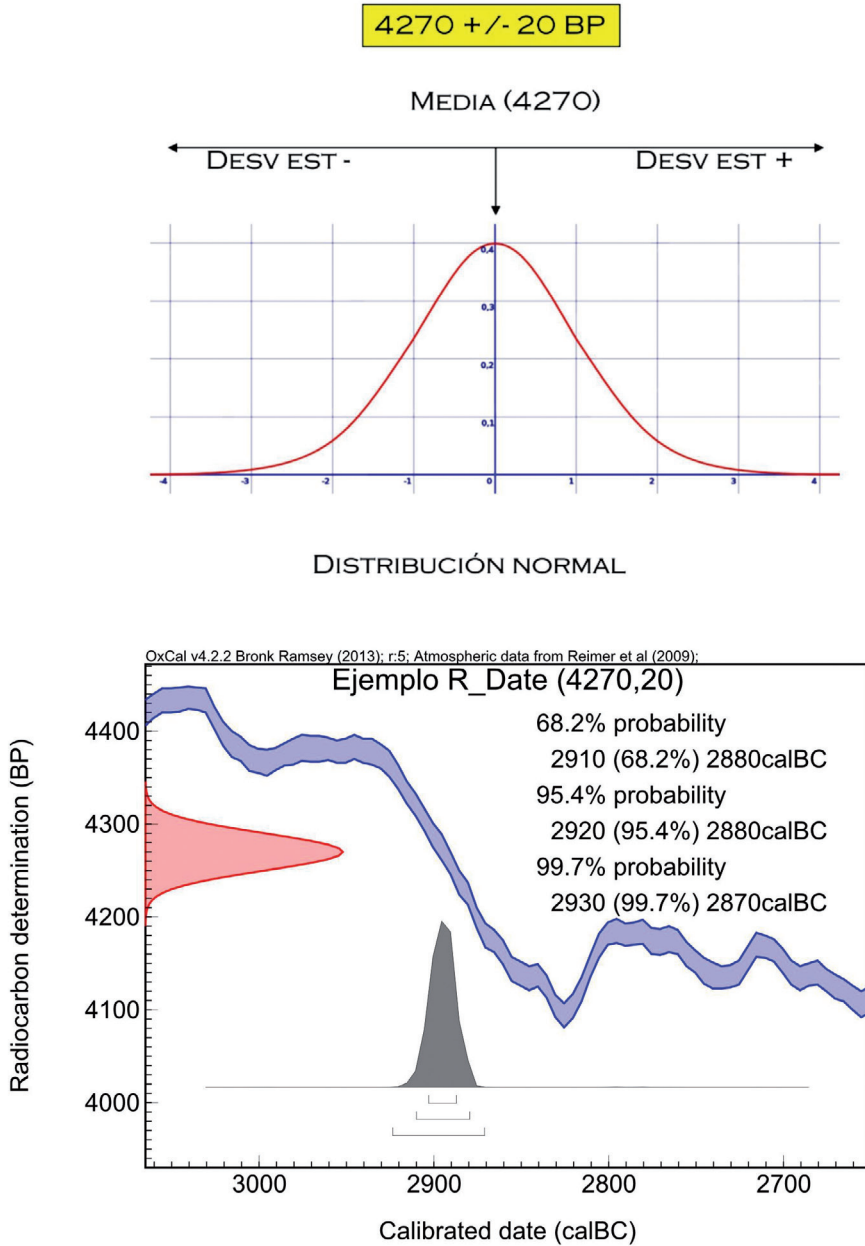 4270 +/- 20 BP
MEDIA (4270)
DESV EST -
DESV EST +
0,4
0,3
0,2
0,1
-4 -3 -2 -1 0 1 2 3 4
DISTRIBUCIÓN NORMAL
OxCal v4.2.2 Bronk Ramsey (2013); r:5; Atmospheric data from Reimer et al (2009);
Ejemplo R_Date (4270,20)
68.2% probability
2910 (68.2%) 2880calBC
95.4% probability
2920 (95.4%) 2880calBC
99.7% probability
2930 (99.7%) 2870calBC
Radiocarbon determination (BP)
4400
4300
4200
4100
4000
3000 2900 2800 2700
Calibrated date (calBC)